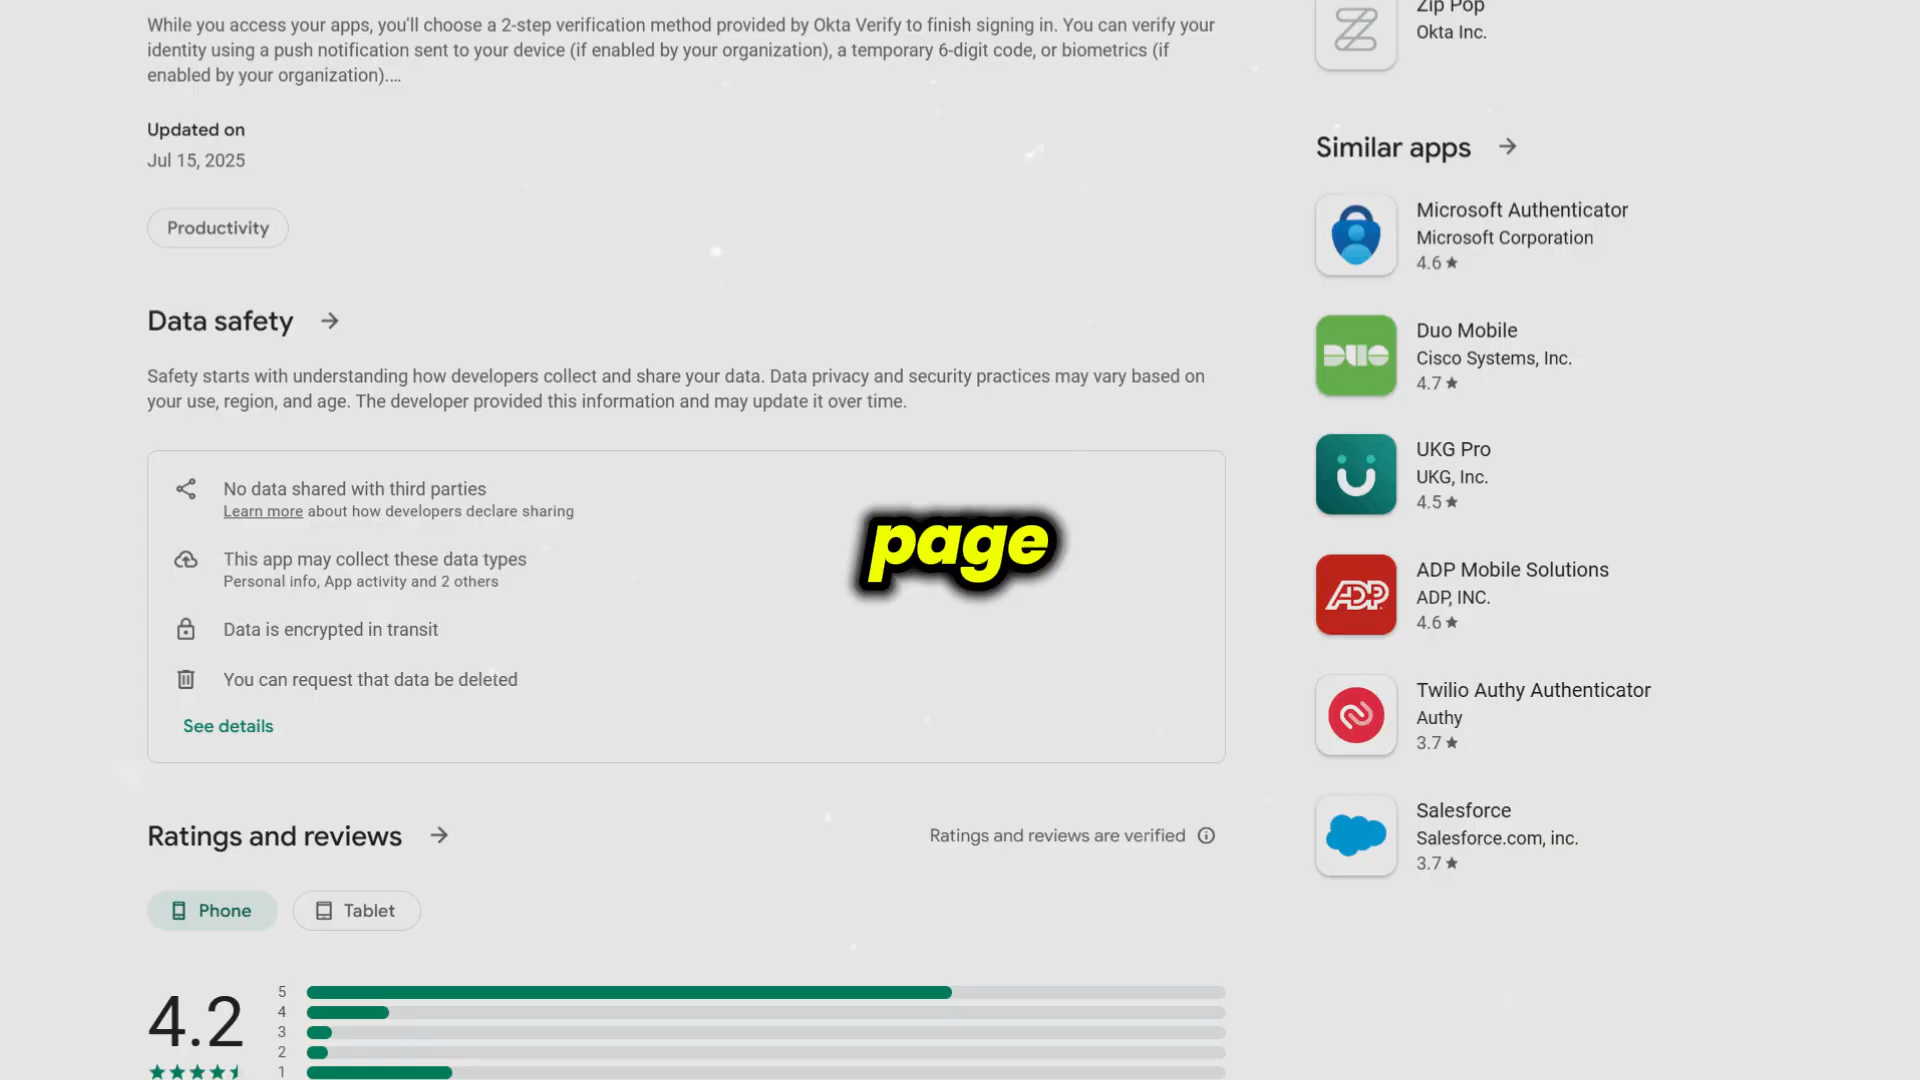 While you access your apps, you'll choose a 2-step verification method provided by Okta Verify to finish signing in. You can verify your
identity using a push notification sent to your device (if enabled by your organization), a temporary 6-digit code, or biometrics (if
enabled by your organization)....
Updated on
Jul 15, 2025
Productivity
Data safety
Safety starts with understanding how developers collect and share your data. Data privacy and security practices may vary based on
your use, region, and age. The developer provided this information and may update it over time.
No data shared with third parties
Learn more about how developers declare sharing
This app may collect these data types
Personal info, App activity and 2 others
Data is encrypted in transit
You can request that data be deleted
See details
page
Ratings and reviews
Ratings and reviews are verified
Phone
Tablet
4.2
5
4
3
2
1
Zip Pop
Okta Inc.
Similar apps
Microsoft Authenticator
Microsoft Corporation
4.6
DUO
Duo Mobile
Cisco Systems, Inc.
4.7
UKG Pro
UKG, Inc.
4.5
ADP
ADP Mobile Solutions
ADP, INC.
4.6
Twilio Authy Authenticator
Authy
3.7
Salesforce
Salesforce.com, inc.
3.7